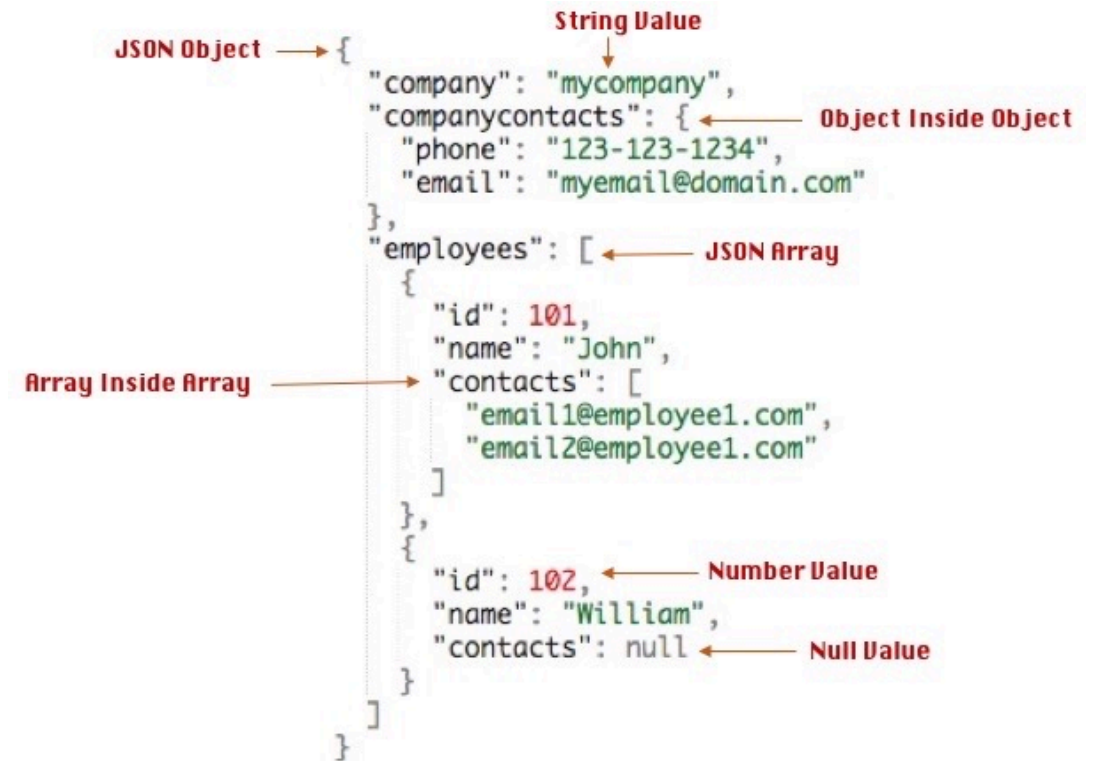 String Value
JSON Object {
"company": "mycompany",
"companycontacts": { Object Inside Object
"phone": "123-123-1234",
"email": "myemail@domain.com"
},
"employees": [ JSON Array
{
"id": 101,
"name": "John",
Array Inside Array "contacts": [
"email1@employee1.com",
"email2@employee1.com"
]
},
{
"id": 102, Number Value
"name": "William",
"contacts": null Null Value
}
]
}